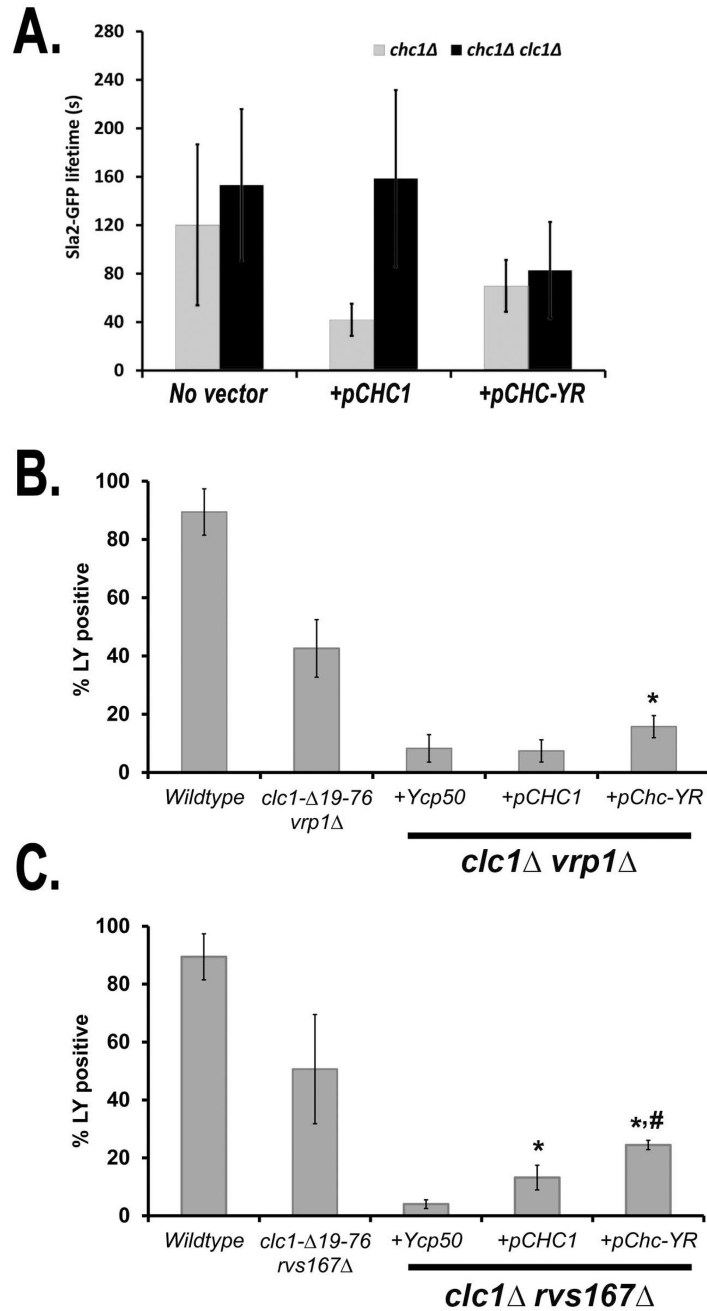 A.
chc1Δ
chc1Δ clc1Δ
Sla2-GFP lifetime (s)
280
240
200
160
120
80
40
0
No vector
+pCHC1
+pCHC-YR
B.
% LY positive
100
80
60
40
20
0
*
Wildtype
clc1-Δ19-76
vrp1Δ
+Ycp50
+pCHC1
+pChc-YR
clc1Δ vrp1Δ
C.
% LY positive
100
80
60
40
20
0
*
*,#
Wildtype
clc1-Δ19-76
rvs167Δ
+Ycp50
+pCHC1
+pChc-YR
clc1Δ rvs167Δ